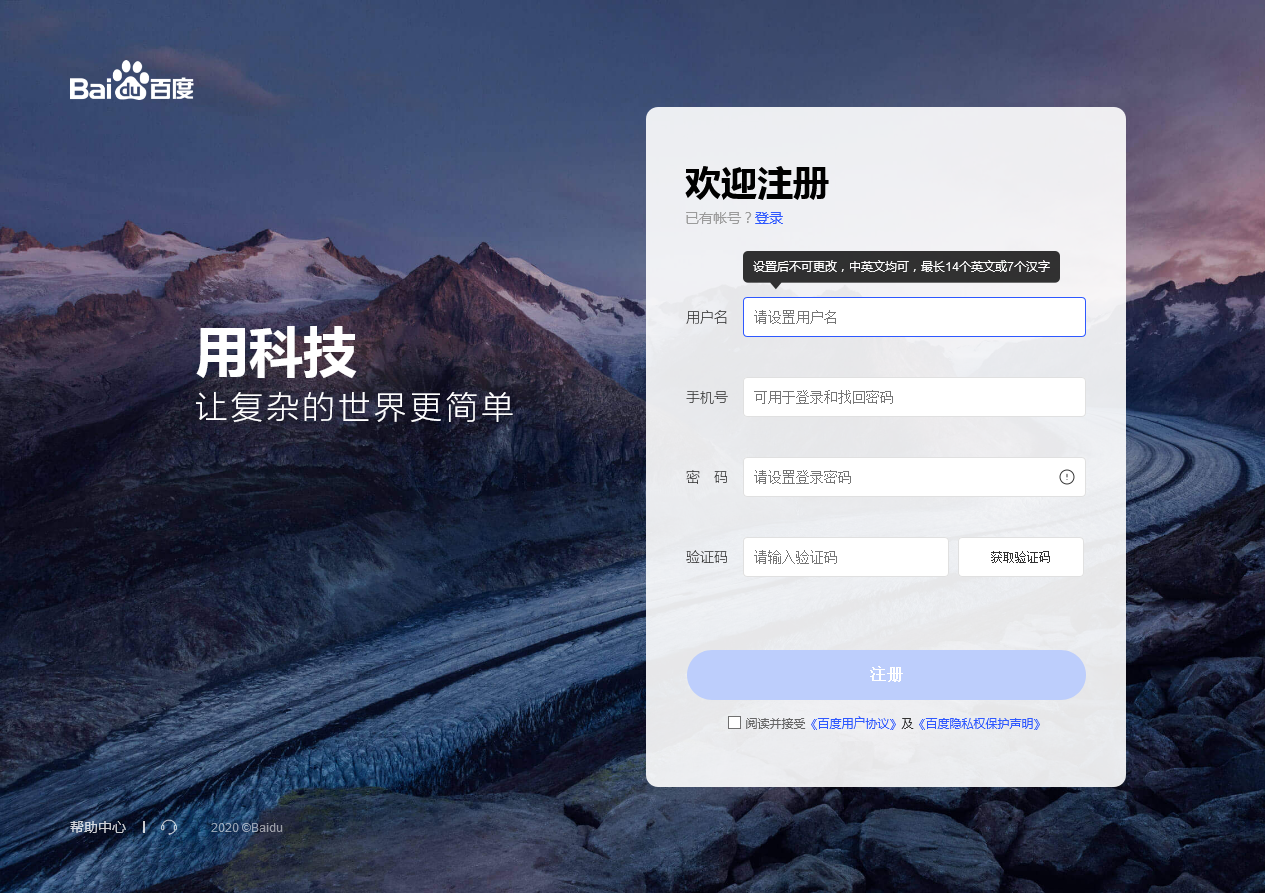 Baidu百度
欢迎注册
已有帐号？登录
设置后不可更改，中英文均可，最长14个英文或7个汉字
用户名 请设置用户名
用科技
让复杂的世界更简单
手机号 可用于登录和找回密码
密 码 请设置登录密码
验证码 请输入验证码 获取验证码
注册
阅读并接受《百度用户协议》及《百度隐私权保护声明》
帮助中心 2020 ©Baidu